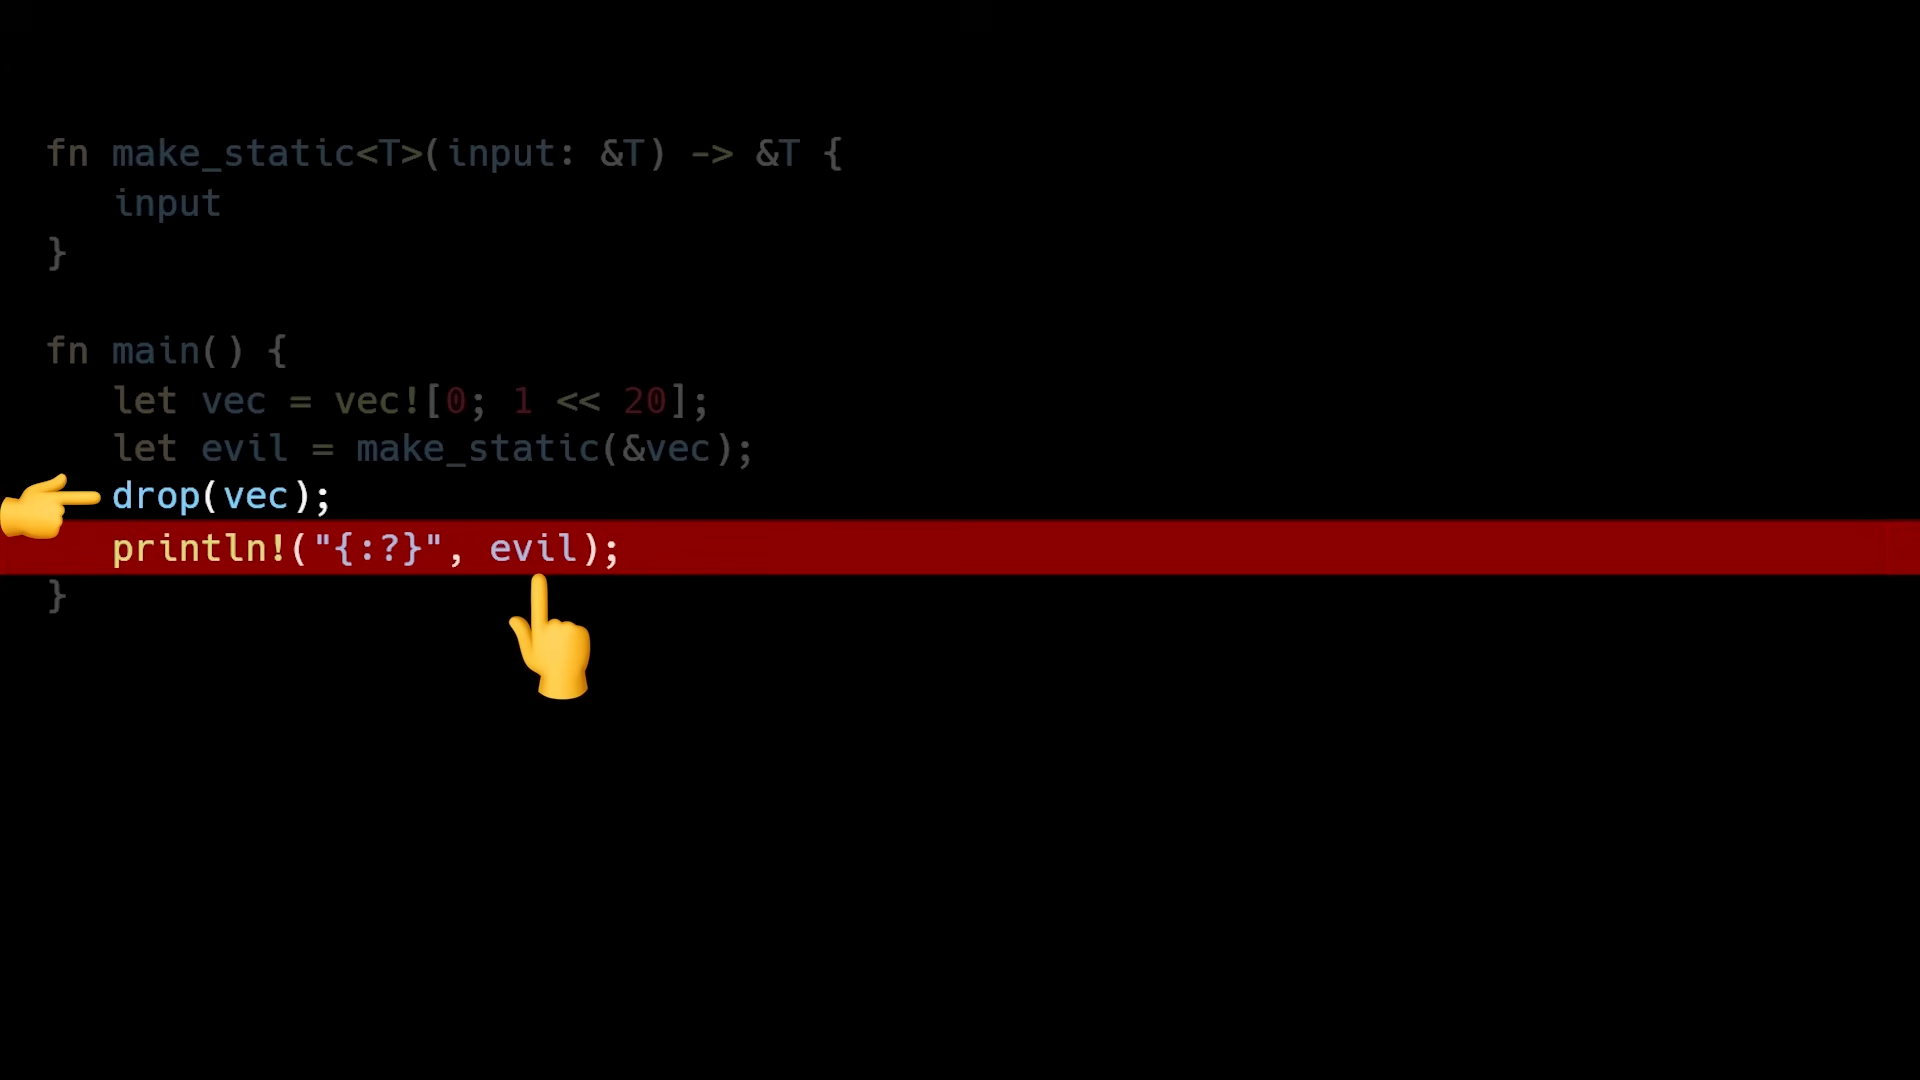 fn make_static<T>(input: &T) -> &T {
input
}
fn main() {
let vec = vec![0; 1 << 20];
let evil = make_static(&vec);
drop(vec);
println!("{:?}", evil);
}